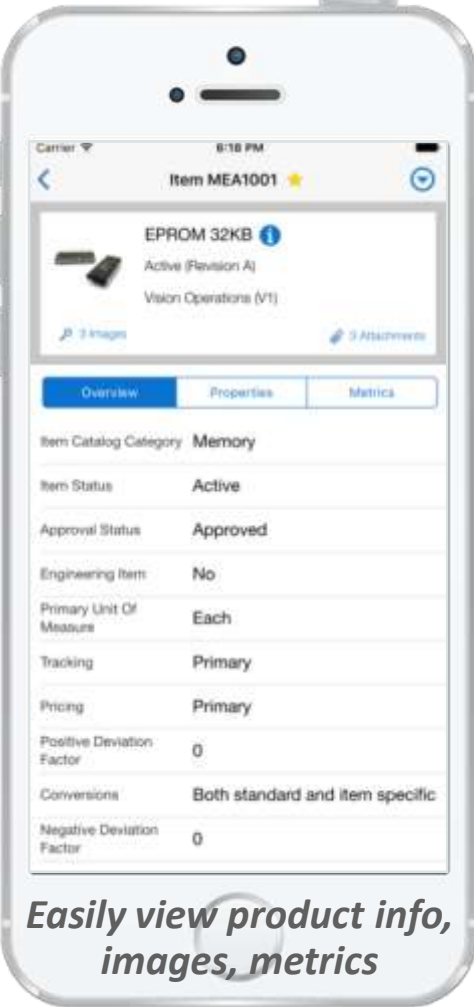 Carrier 6:18 PM
Item MEA1001
EPROM 32KB
Active (Revision A)
Vision Operations (V1)
3 Images 3 Attachments
Overview Properties Metrics
Item Catalog Category Memory
Item Status Active
Approval Status Approved
Engineering Item No
Primary Unit Of
Measure Each
Tracking Primary
Pricing Primary
Positive Deviation
Factor 0
Conversions Both standard and item specific
Negative Deviation
Factor 0
Easily view product info,
images, metrics